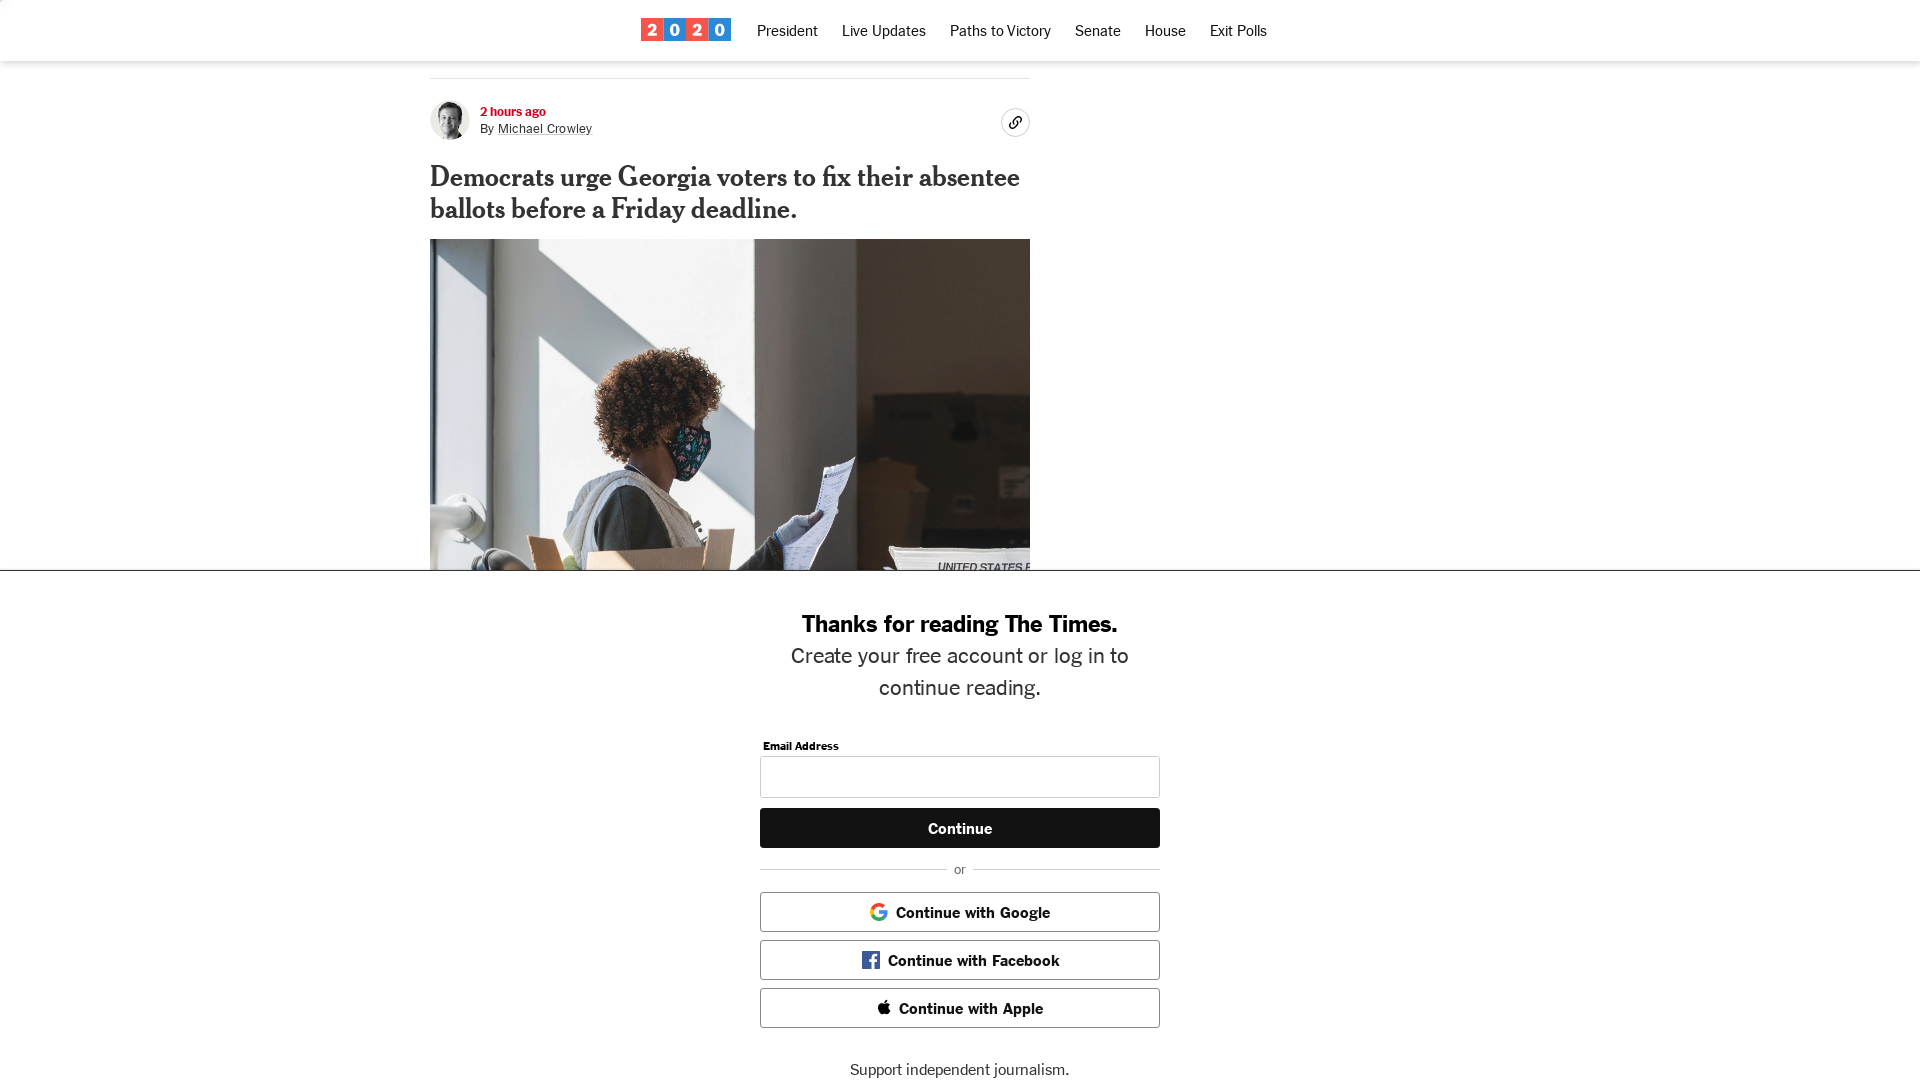 2020 President Live Updates Paths to Victory Senate House Exit Polls
2 hours ago
By Michael Crowley
Democrats urge Georgia voters to fix their absentee
ballots before a Friday deadline.
UNITED STATES
Thanks for reading The Times.
Create your free account or log in to
continue reading.
Email Address
Continue
or
Continue with Google
Continue with Facebook
Continue with Apple
Support independent journalism.